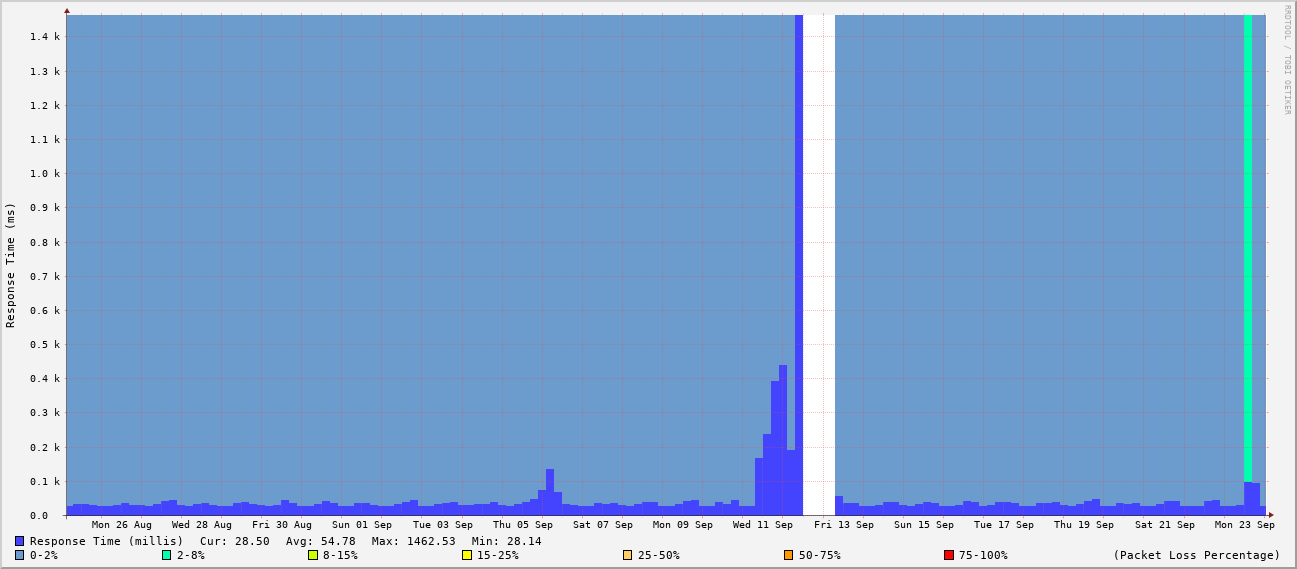 RRDTOOL / TOBI OETIKER
Response Time (ms)
1.4 k
1.3 k
1.2 k
1.1 k
1.0 k
0.9 k
0.8 k
0.7 k
0.6 k
0.5 k
0.4 k
0.3 k
0.2 k
0.1 k
0.0
Mon 26 Aug Wed 28 Aug Fri 30 Aug Sun 01 Sep Tue 03 Sep Thu 05 Sep Sat 07 Sep Mon 09 Sep Wed 11 Sep Fri 13 Sep Sun 15 Sep Tue 17 Sep Thu 19 Sep Sat 21 Sep Mon 23 Sep
Response Time (millis) Cur: 28.50 Avg: 54.78 Max: 1462.53 Min: 28.14
0-2% 2-8% 8-15% 15-25% 25-50% 50-75% 75-100% (Packet Loss Percentage)